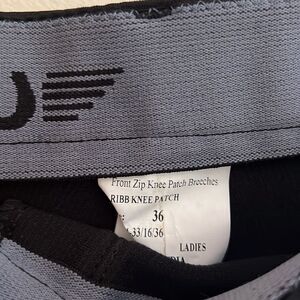 Front Zip Knee Patch Breeches
RIBB KNEE PATCH
: 36
-33/16/36
LADIES